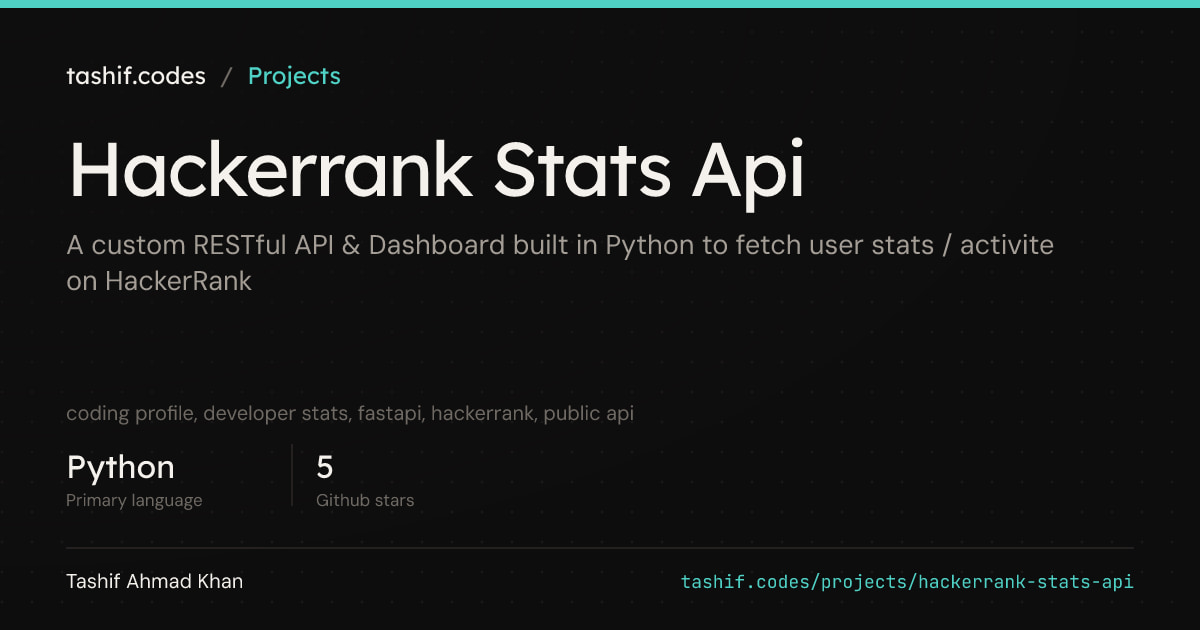 tashif.codes / Projects
Hackerrank Stats Api
A custom RESTful API & Dashboard built in Python to fetch user stats / activite
on HackerRank
coding profile, developer stats, fastapi, hackerrank, public api
Python
Primary language
5
Github stars
Tashif Ahmad Khan
tashif.codes/projects/hackerrank-stats-api